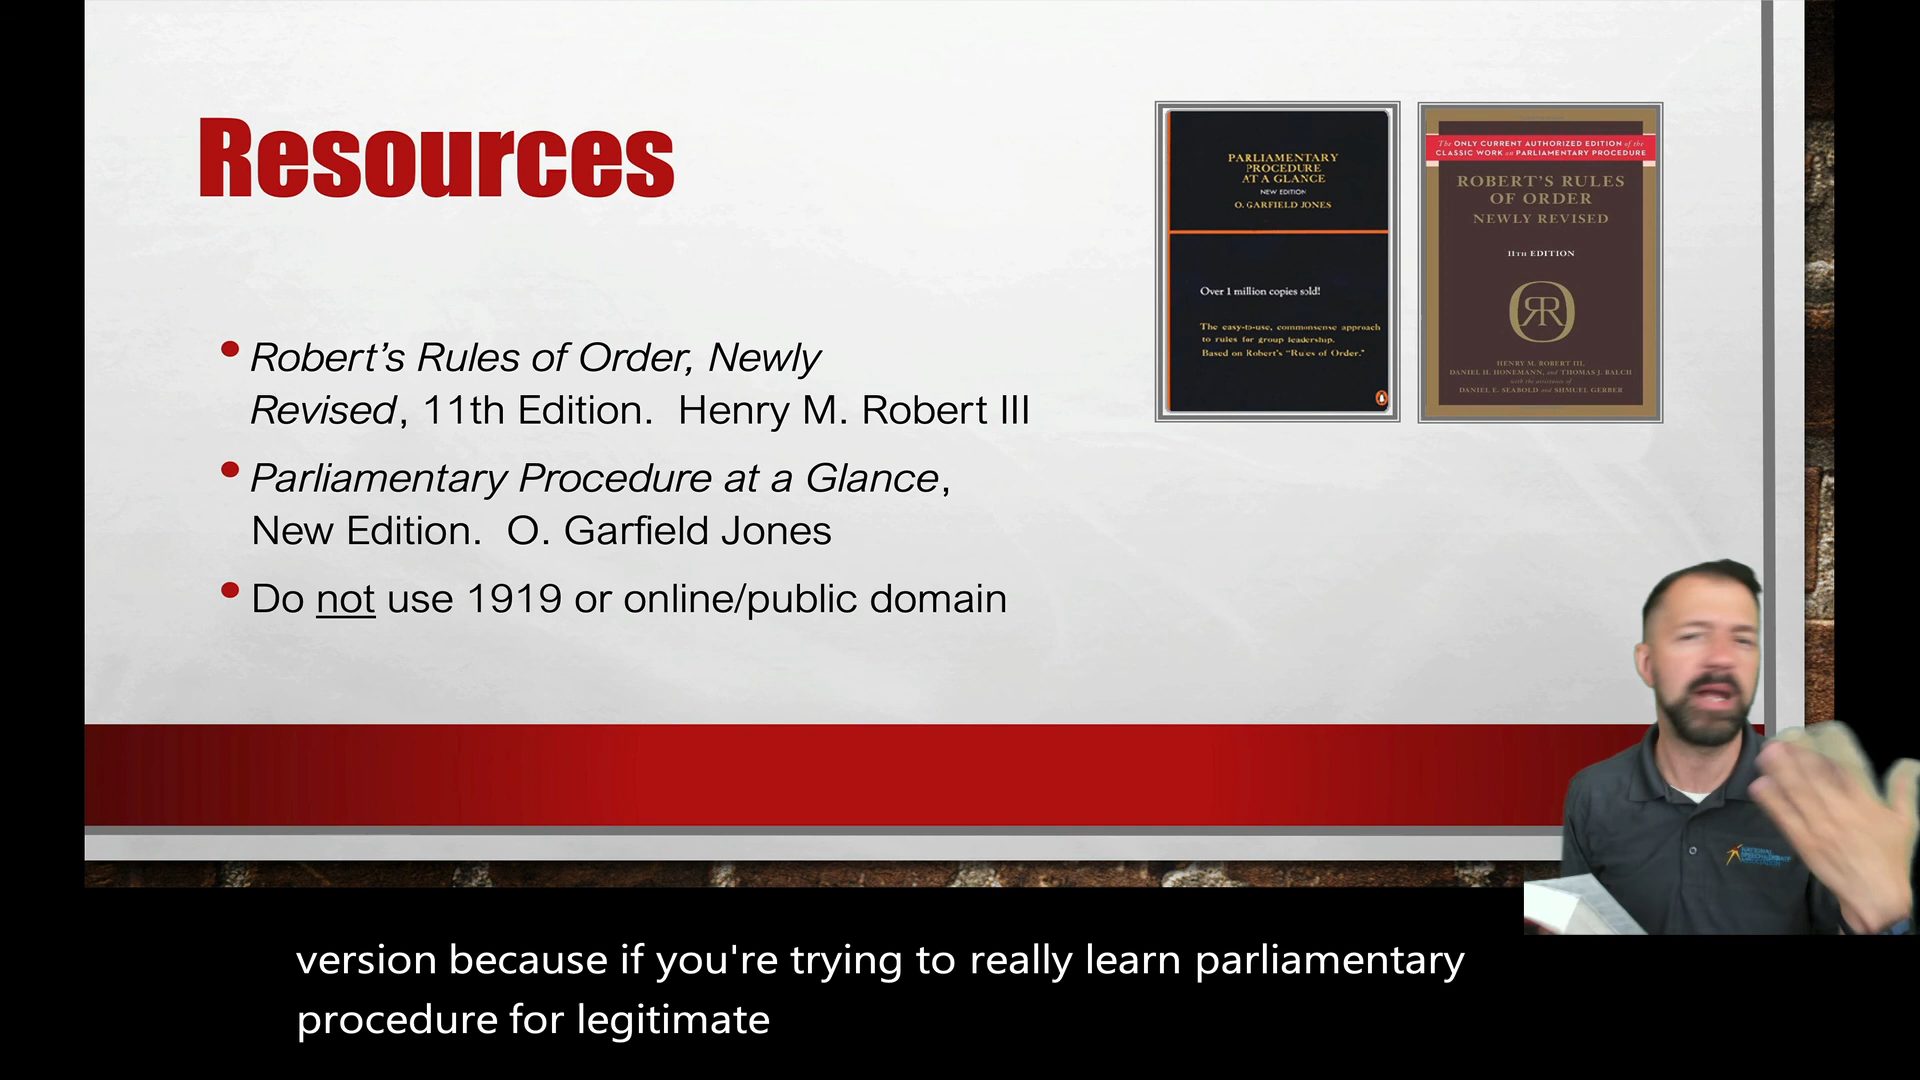 Resources
PARLIAMENTARY
PROCEDURE
AT A GLANCE
NEW EDITION
O. GARFIELD JONES
Over 1 million copies sold!
The easy-to-use, commonsense approach
to rules for group leadership.
Based on Robert's "Rules of Order."
The ONLY CURRENT AUTHORIZED EDITION of the
CLASSIC WORK on PARLIAMENTARY PROCEDURE
ROBERT'S RULES
OF ORDER
NEWLY REVISED
11TH EDITION
HENRY M. ROBERT III,
DANIEL H. HONEMANN, and THOMAS J. BALCH
with the assistance of
DANIEL E. SEABOLD and SHMUEL GERBER
• Robert's Rules of Order, Newly
Revised, 11th Edition.  Henry M. Robert III
• Parliamentary Procedure at a Glance,
New Edition.  O. Garfield Jones
• Do not use 1919 or online/public domain
version because if you're trying to really learn parliamentary
procedure for legitimate